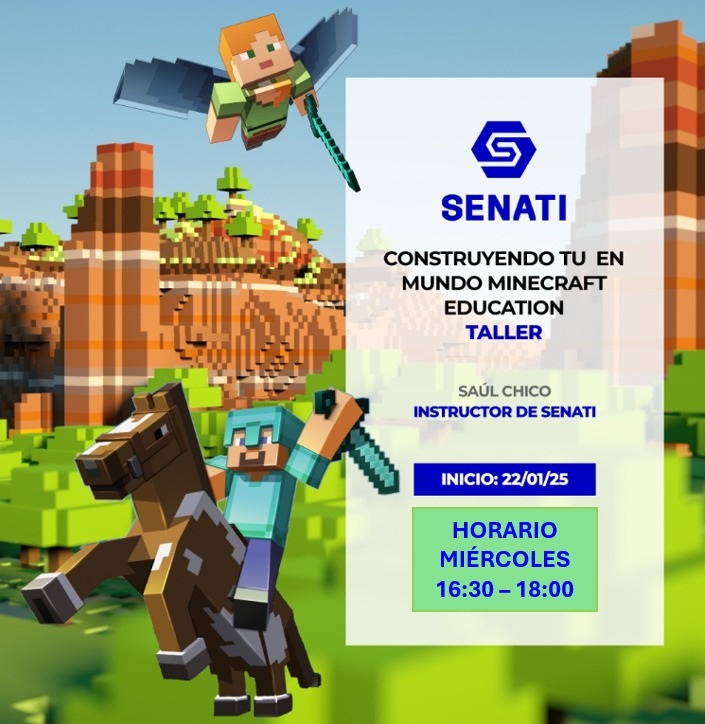 SENATI
CONSTRUYENDO TU EN
MUNDO MINECRAFT
EDUCATION
TALLER
SAÚL CHICO
INSTRUCTOR DE SENATI
INICIO: 22/01/25
HORARIO
MIÉRCOLES
16:30 – 18:00